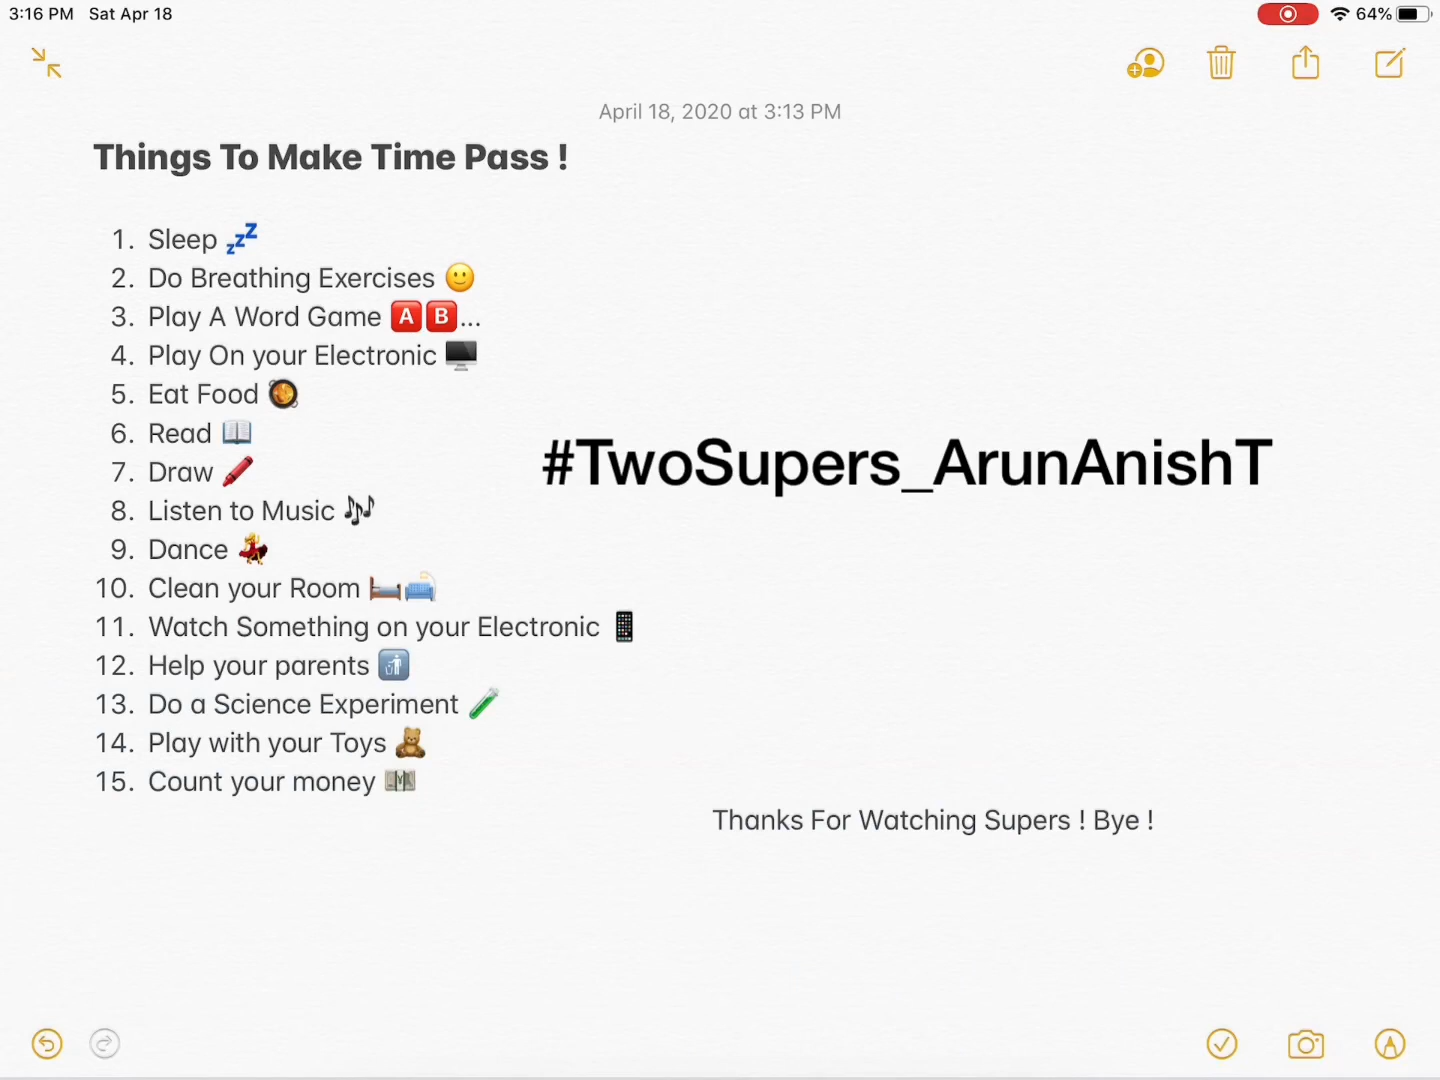 3:16 PM Sat Apr 18 64%
April 18, 2020 at 3:13 PM
Things To Make Time Pass !
1. Sleep 💤
2. Do Breathing Exercises 🙂
3. Play A Word Game 🅰️🅱️...
4. Play On your Electronic 🖥
5. Eat Food 🥘
6. Read 📖
7. Draw 🖍
#TwoSupers_ArunAnishT
8. Listen to Music 🎶
9. Dance 💃
10. Clean your Room 🛏🛌
11. Watch Something on your Electronic 📱
12. Help your parents 🚮
13. Do a Science Experiment 🧪
14. Play with your Toys 🧸
15. Count your money 💴
Thanks For Watching Supers ! Bye !